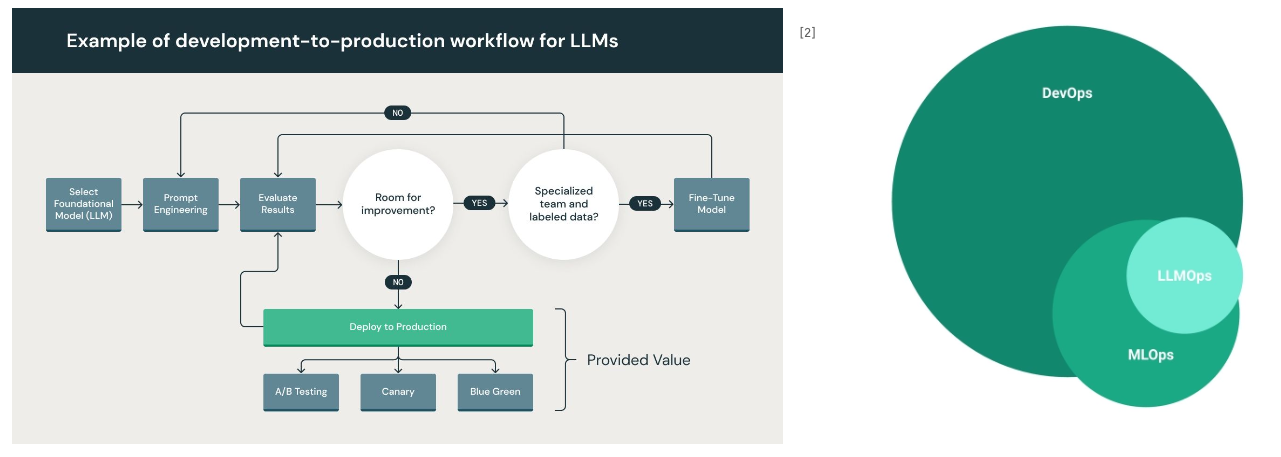 Example of development-to-production workflow for LLMs
[2]
NO
Select
Foundational
Model (LLM)
Prompt
Engineering
Evaluate
Results
Room for
improvement?
YES
Specialized
team and
labeled data?
YES
Fine-Tune
Model
NO
Deploy to Production
Provided Value
A/B Testing
Canary
Blue Green
DevOps
LLMOps
MLOps